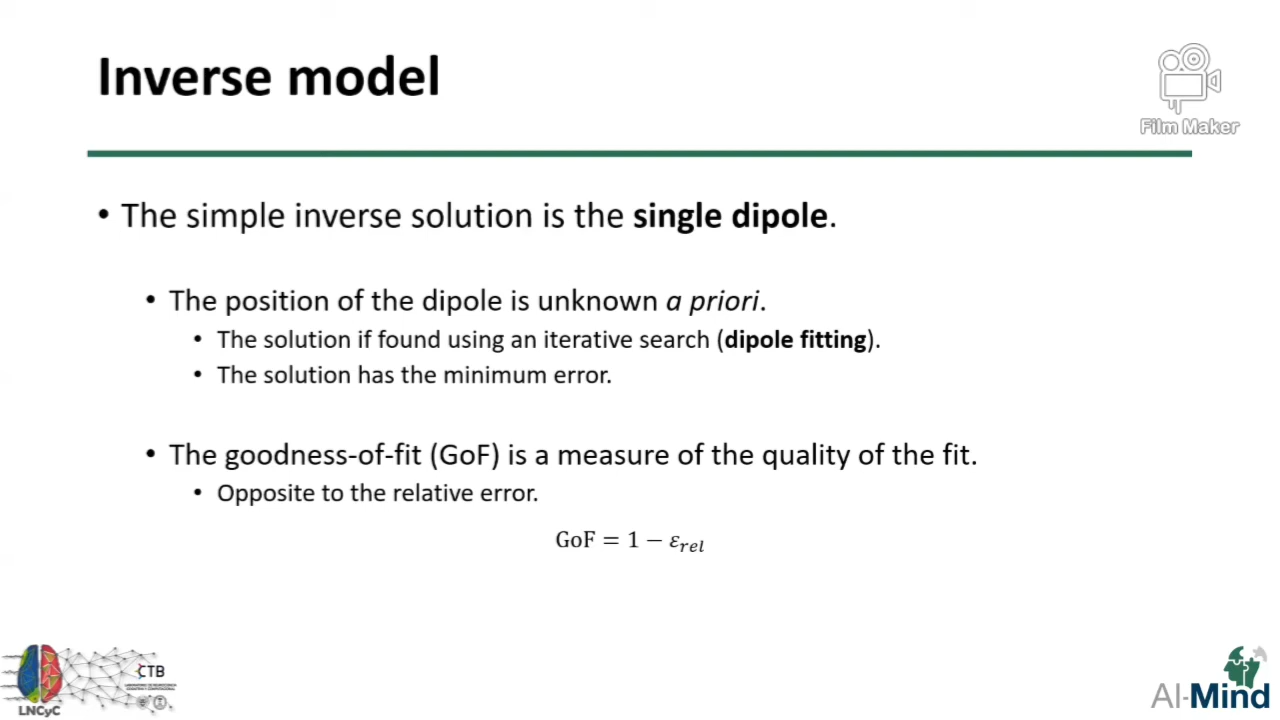 Inverse model
Film Maker
• The simple inverse solution is the single dipole.
• The position of the dipole is unknown a priori.
• The solution if found using an iterative search (dipole fitting).
• The solution has the minimum error.
• The goodness-of-fit (GoF) is a measure of the quality of the fit.
• Opposite to the relative error.
GoF = 1 − εrel
CTB
LNCyC
AI-Mind